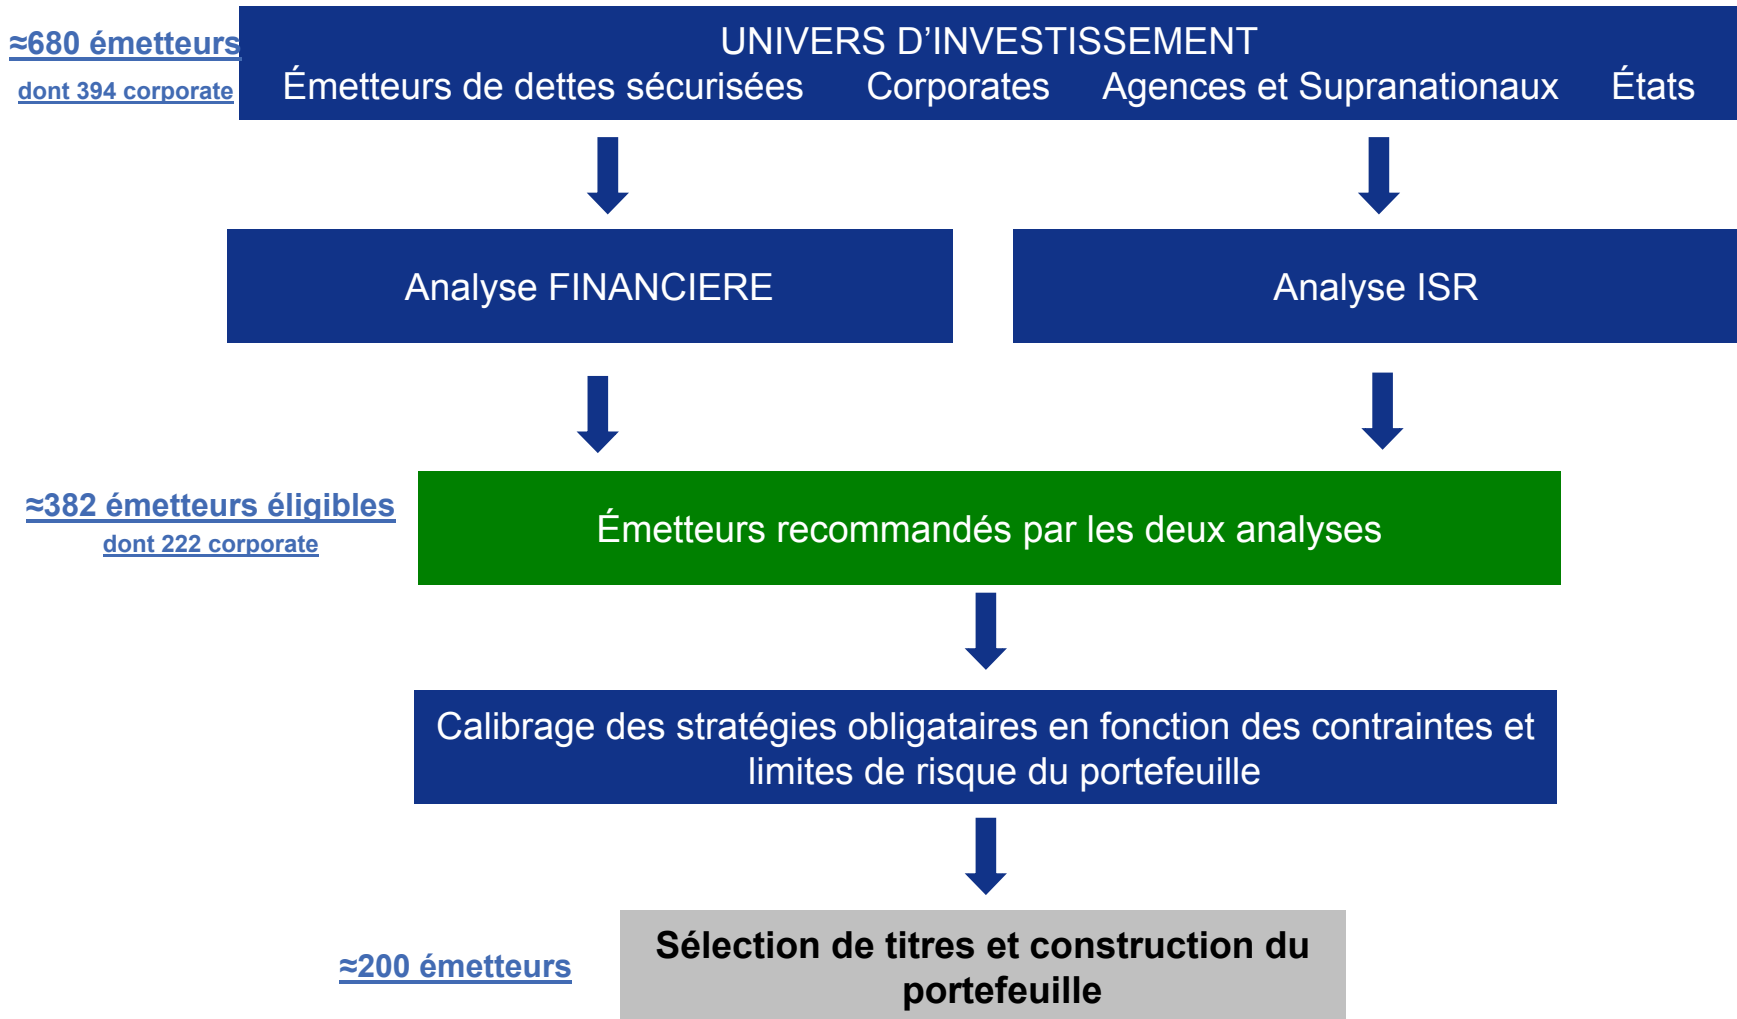 ≈680 émetteurs
dont 394 corporate
UNIVERS D’INVESTISSEMENT
Émetteurs de dettes sécurisées Corporates Agences et Supranationaux États
Analyse FINANCIERE
Analyse ISR
≈382 émetteurs éligibles
dont 222 corporate
Émetteurs recommandés par les deux analyses
Calibrage des stratégies obligataires en fonction des contraintes et
limites de risque du portefeuille
≈200 émetteurs
Sélection de titres et construction du
portefeuille